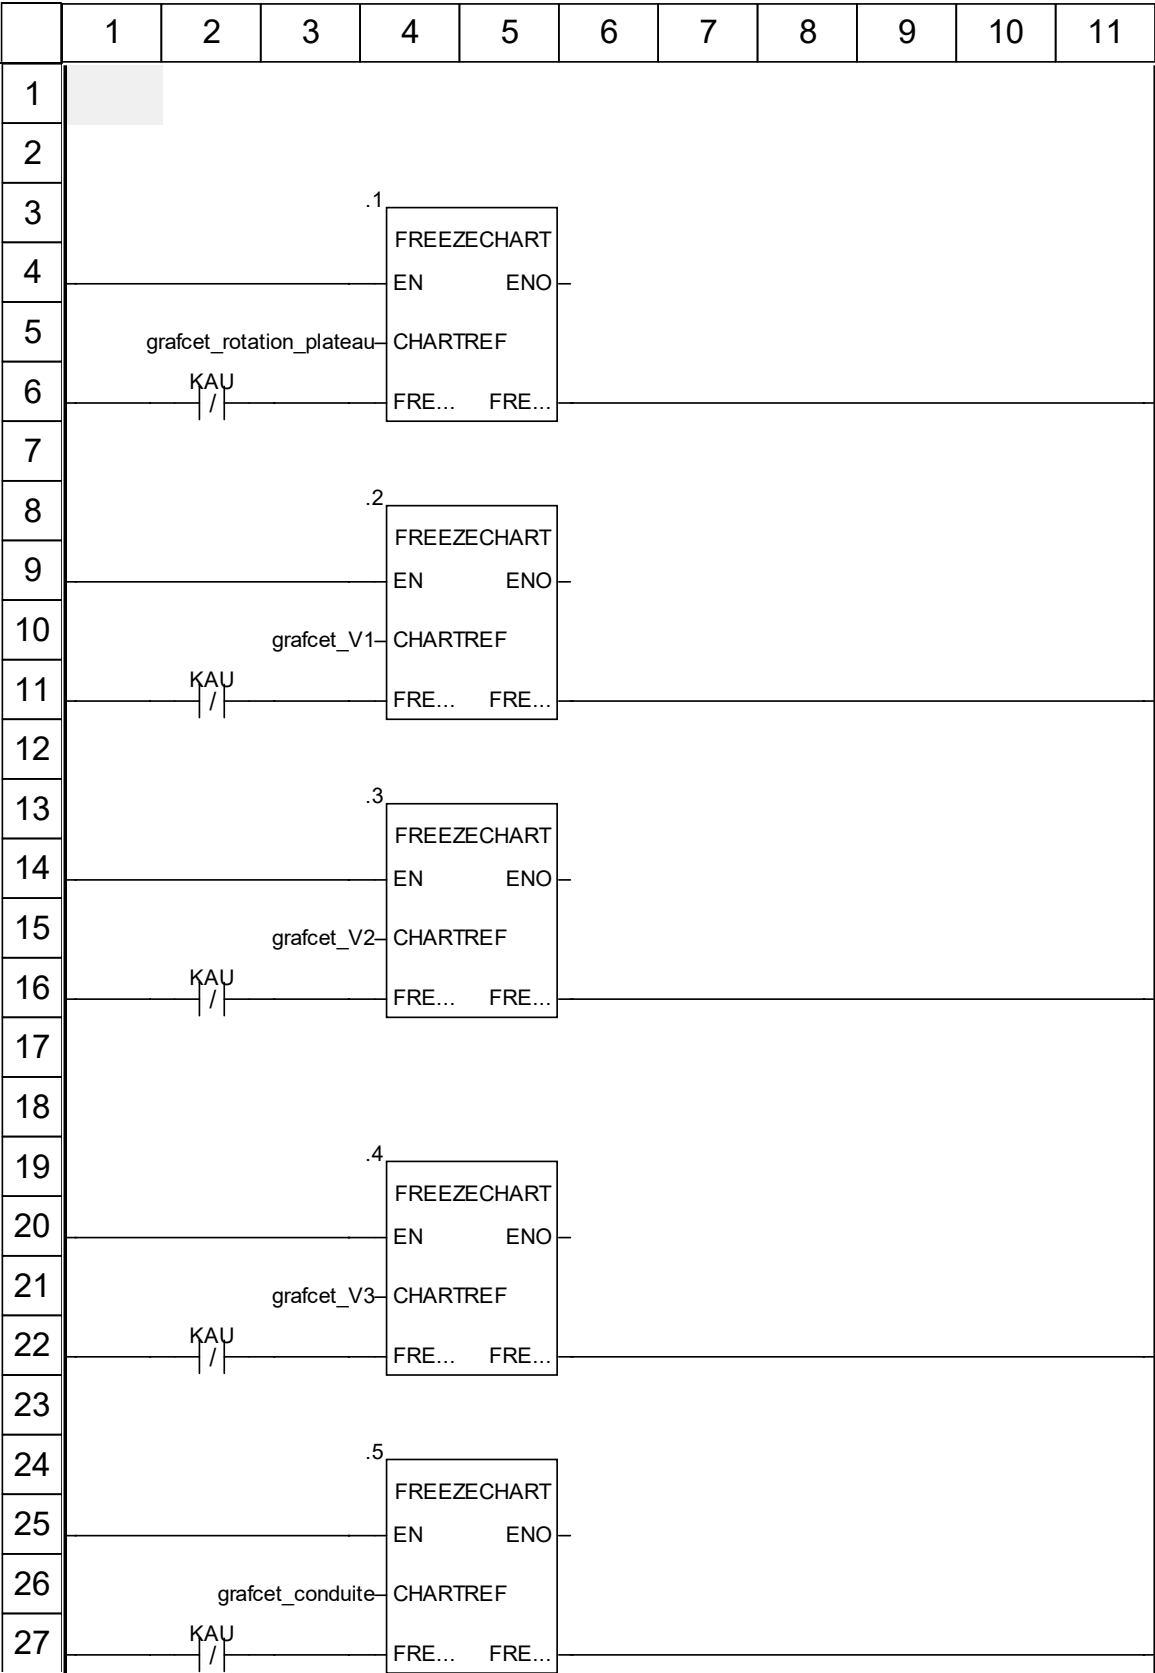 1 2 3 4 5 6 7 8 9 10 11
1
2
3
.1
FREEZECHART
4
EN ENO
5
grafcet_rotation_plateau CHARTREF
KAU
6
/
FRE... FRE...
7
8
.2
FREEZECHART
9
EN ENO
10
grafcet_V1 CHARTREF
KAU
11
/
FRE... FRE...
12
13
.3
FREEZECHART
14
EN ENO
15
grafcet_V2 CHARTREF
KAU
16
/
FRE... FRE...
17
18
19
.4
FREEZECHART
20
EN ENO
21
grafcet_V3 CHARTREF
KAU
22
/
FRE... FRE...
23
24
.5
FREEZECHART
25
EN ENO
26
grafcet_conduite CHARTREF
KAU
27
/
FRE... FRE...